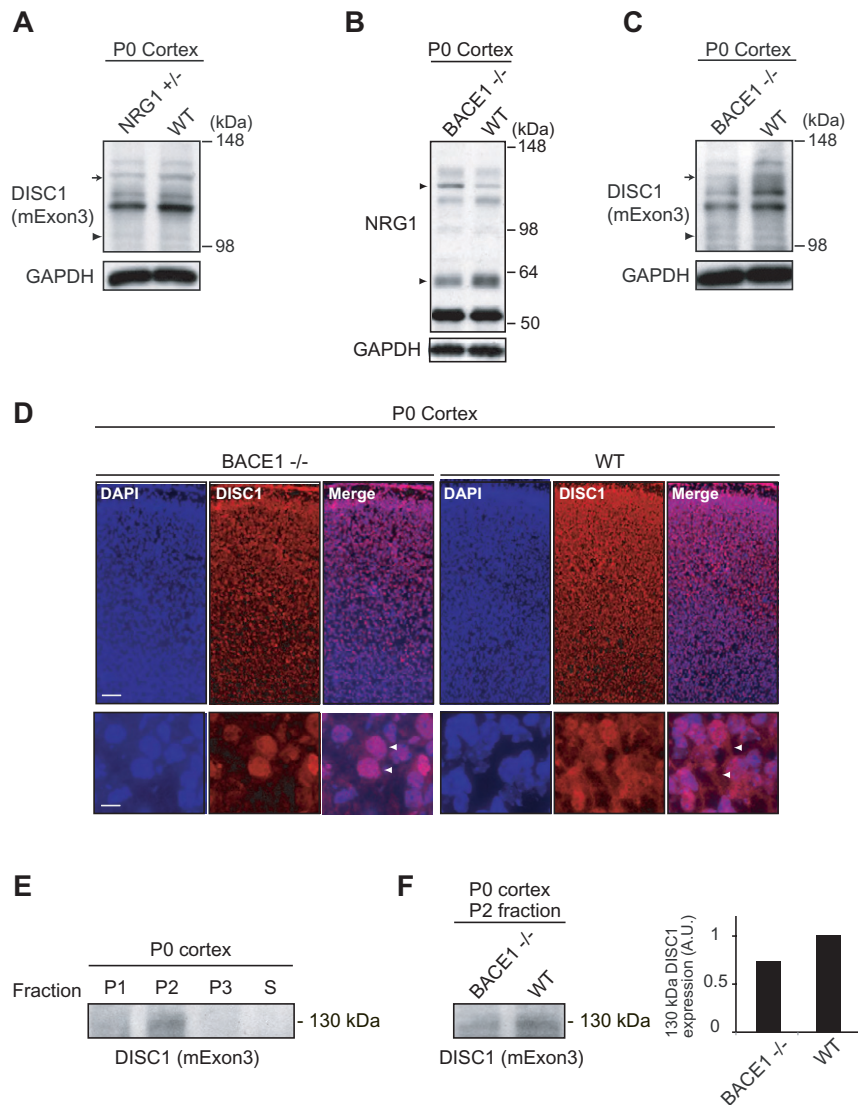 A
P0 Cortex
NRG1 +/-
WT
(kDa)
148
DISC1
(mExon3)
98
GAPDH
B
P0 Cortex
BACE1 -/-
WT
(kDa)
148
NRG1
98
64
50
GAPDH
C
P0 Cortex
BACE1 -/-
WT
(kDa)
148
DISC1
(mExon3)
98
GAPDH
D
P0 Cortex
BACE1 -/-
WT
DAPI
DISC1
Merge
DAPI
DISC1
Merge
E
P0 cortex
Fraction P1 P2 P3 S
- 130 kDa
DISC1 (mExon3)
F
P0 cortex
P2 fraction
BACE1 -/-
WT
- 130 kDa
DISC1 (mExon3)
130 kDa DISC1
expression (A.U.)
1
0.5
0
BACE1 -/-
WT